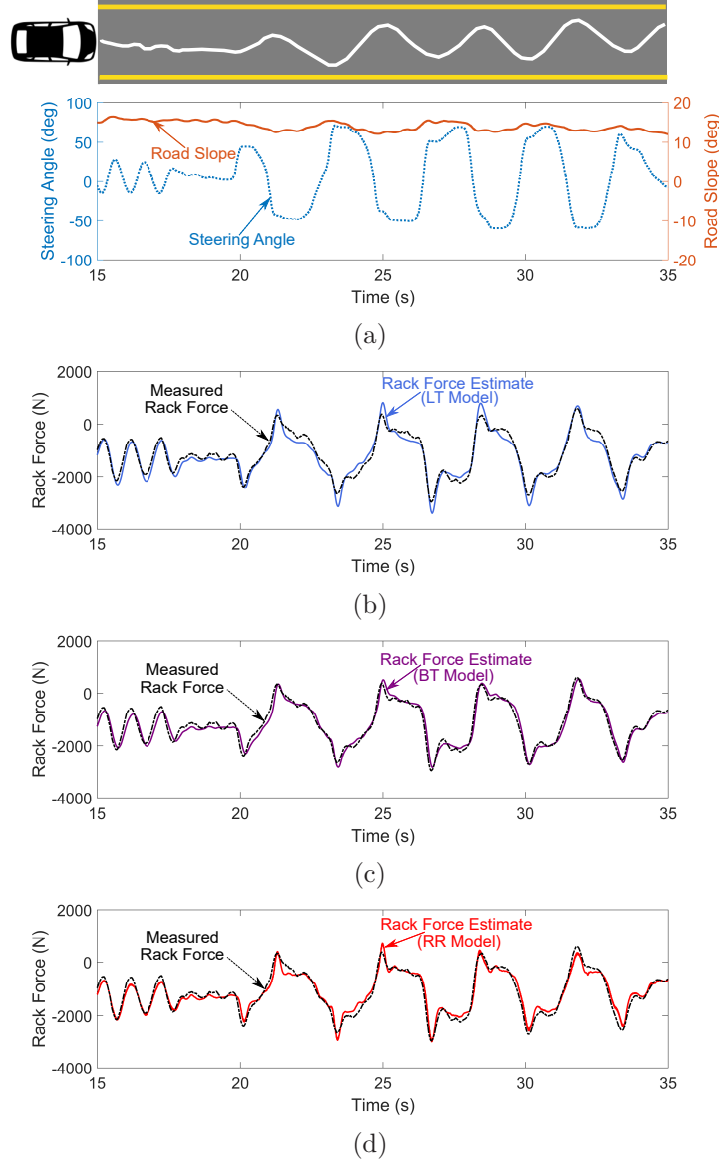 100
50
0
-50
-100
Steering Angle (deg)
20
10
0
-10
-20
Road Slope (deg)
Road Slope
Steering Angle
15 20 25 30 35
Time (s)
(a)
2000
0
-2000
-4000
Rack Force (N)
Measured
Rack Force
Rack Force Estimate
(LT Model)
15 20 25 30 35
Time (s)
(b)
2000
0
-2000
-4000
Rack Force (N)
Measured
Rack Force
Rack Force Estimate
(BT Model)
15 20 25 30 35
Time (s)
(c)
2000
0
-2000
-4000
Rack Force (N)
Measured
Rack Force
Rack Force Estimate
(RR Model)
15 20 25 30 35
Time (s)
(d)